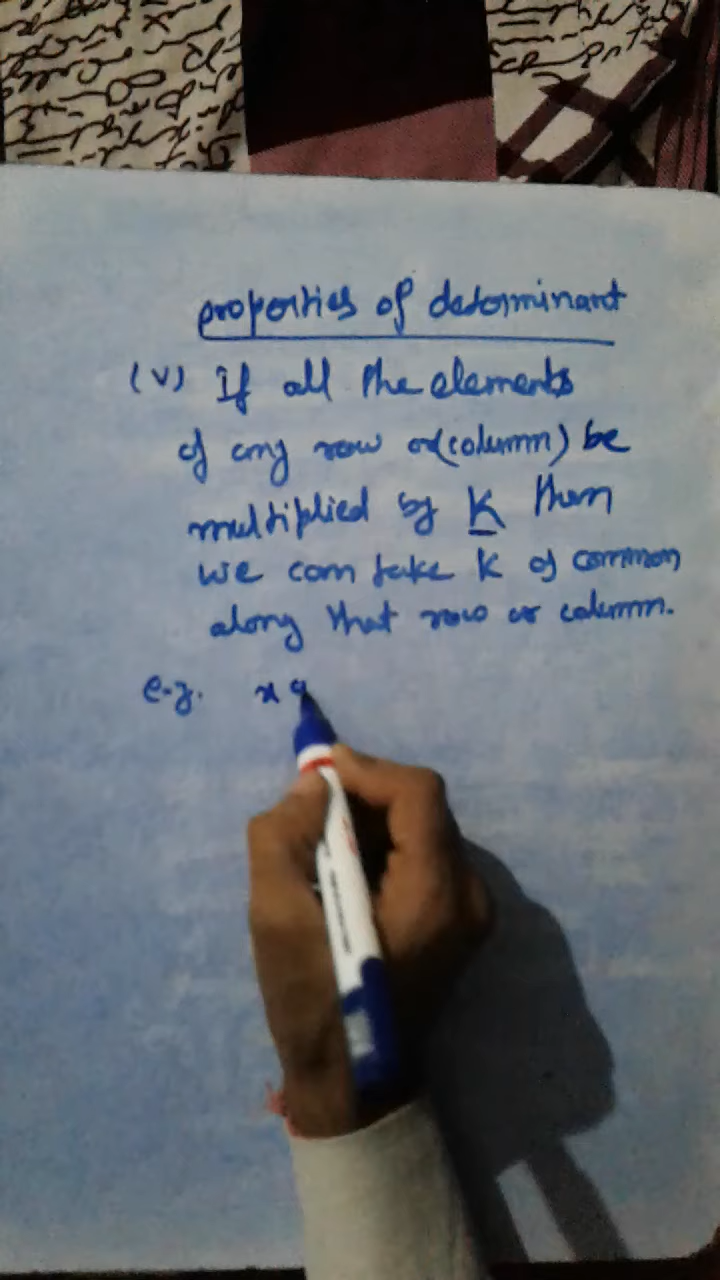 properties of determinant
(v) If all the elements
of any row or (column) be
multiplied by K then
we can take K of common
along that row or column.
e.g. x